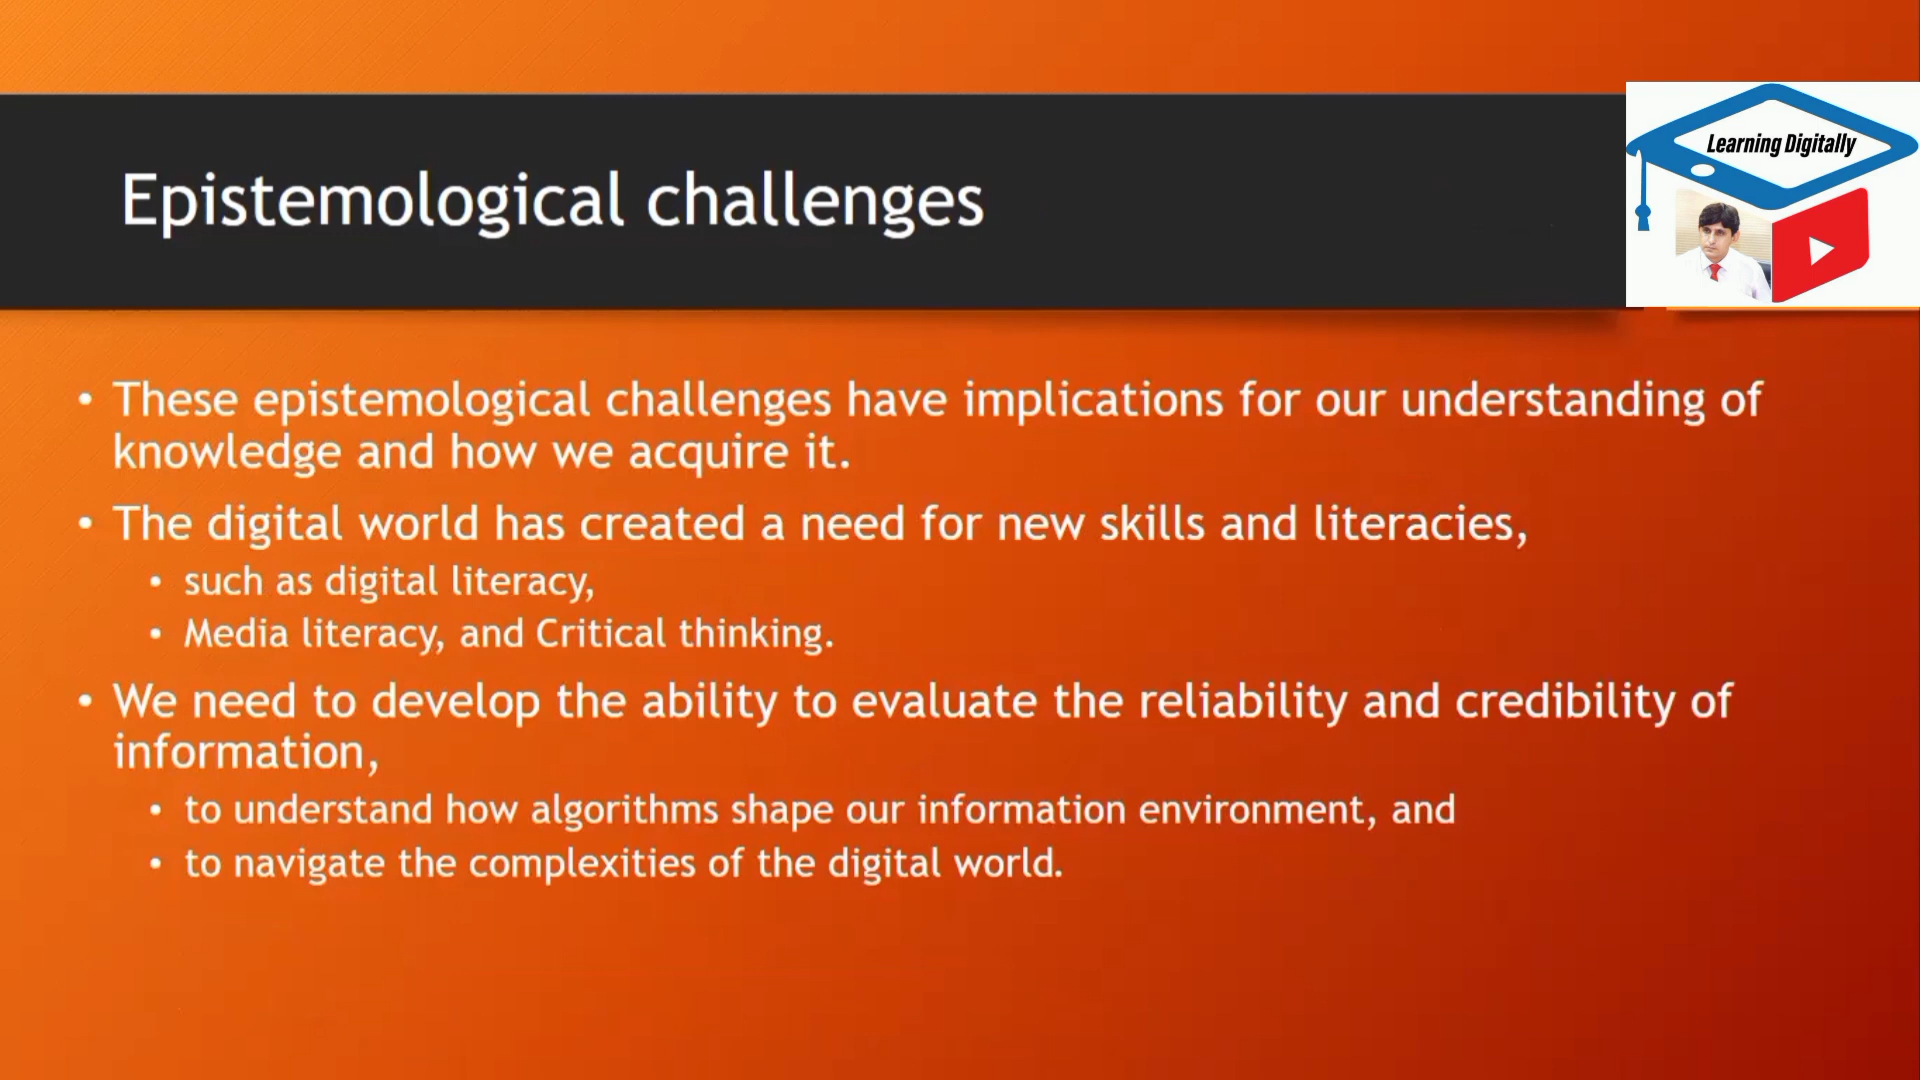 Learning Digitally
Epistemological challenges
• These epistemological challenges have implications for our understanding of
knowledge and how we acquire it.
• The digital world has created a need for new skills and literacies,
• such as digital literacy,
• Media literacy, and Critical thinking.
• We need to develop the ability to evaluate the reliability and credibility of
information,
• to understand how algorithms shape our information environment, and
• to navigate the complexities of the digital world.